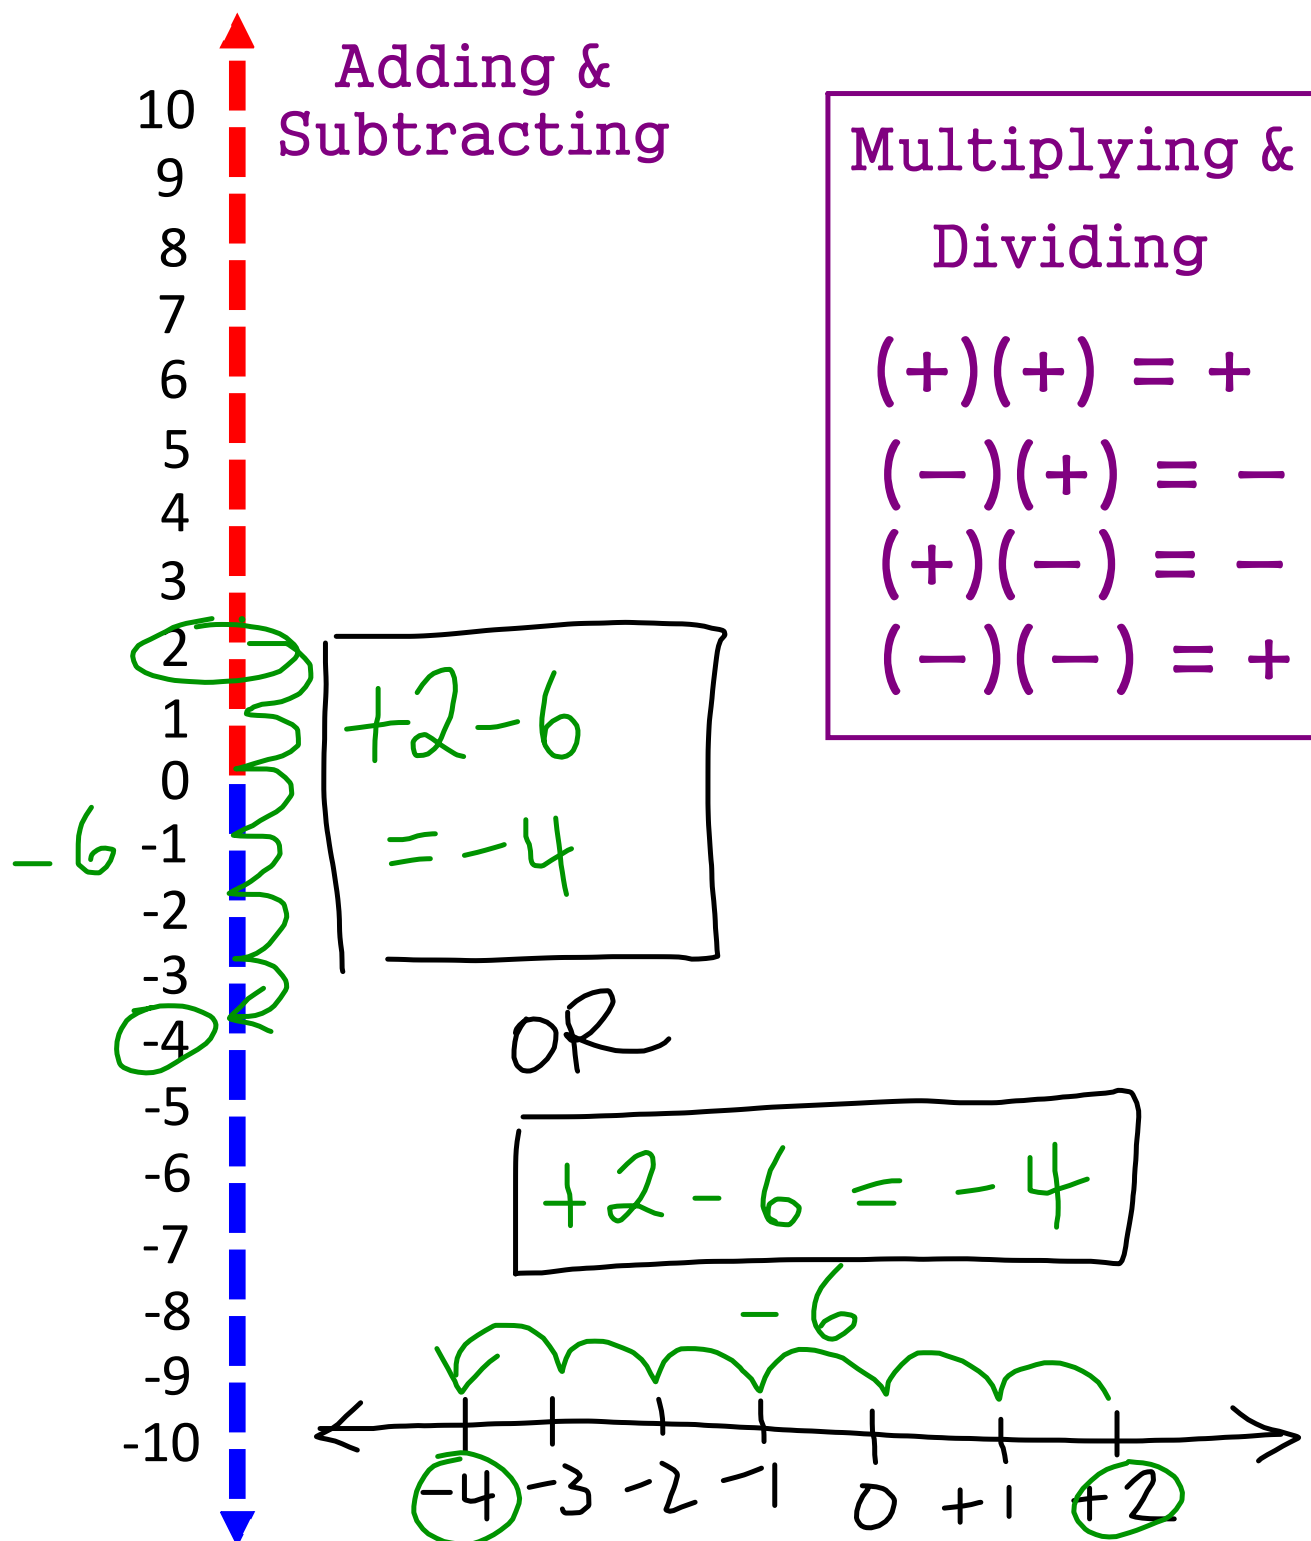 Adding &
Subtracting
10
9
8
7
6
5
4
3
2
1
0
-1
-2
-3
-4
-5
-6
-7
-8
-9
-10
-6
+2-6
=-4
OR
+2-6=-4
-6
-4 -3 -2 -1 0 +1 +2
Multiplying &
Dividing
(+)(+) = +
(-)(+) = -
(+)(-) = -
(-)(-) = +